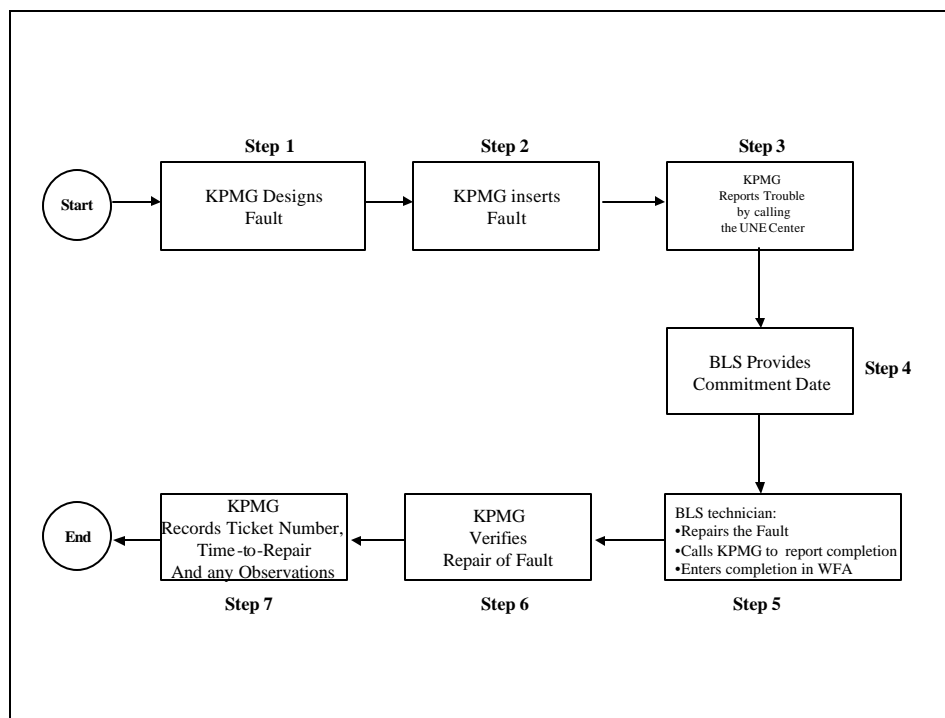 Step 1
Step 2
Step 3
Start
KPMG Designs
Fault
KPMG inserts
Fault
KPMG
Reports Trouble
by calling
the UNE Center
BLS Provides
Commitment Date
Step 4
BLS technician:
•Repairs the Fault
•Calls KPMG to report completion
•Enters completion in WFA
Step 5
KPMG
Verifies
Repair of Fault
Step 6
KPMG
Records Ticket Number,
Time-to-Repair
And any Observations
Step 7
End